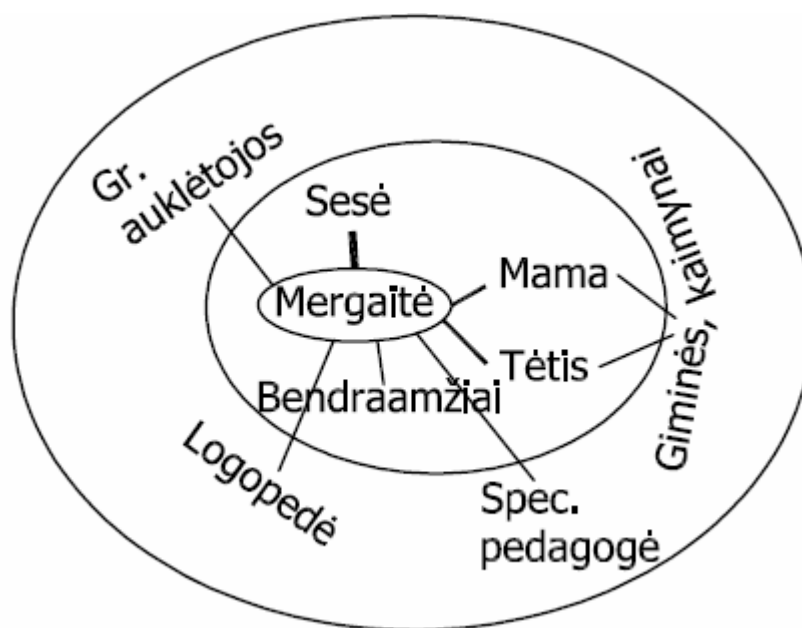 Gr.
auklėtojos
Sesė
Mergaitė
Mama
Tėtis
Giminės, kaimynai
Bendraamžiai
Logopedė
Spec.
pedagogė